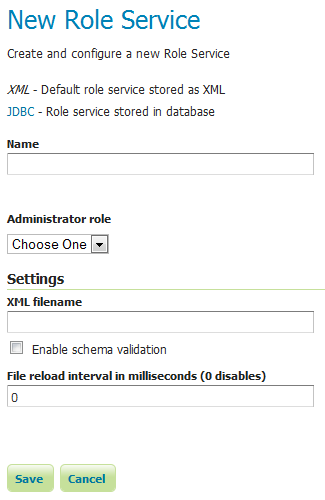 New Role Service
Create and configure a new Role Service
XML - Default role service stored as XML
JDBC - Role service stored in database
Name
Administrator role
Choose One
Settings
XML filename
Enable schema validation
File reload interval in milliseconds (0 disables)
0
Save Cancel